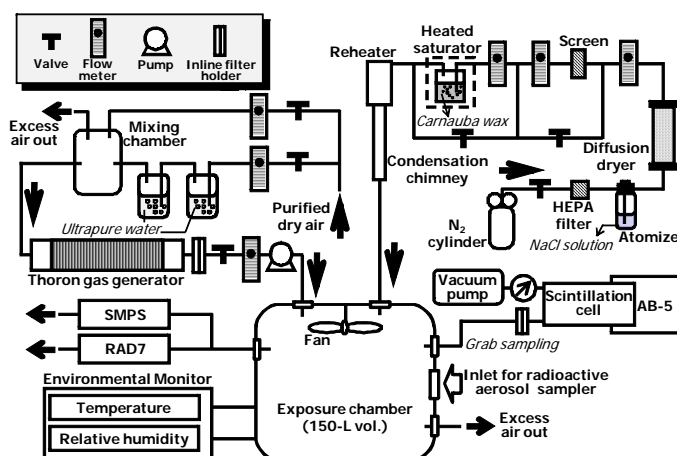 Valve
Flow
meter
Pump
Inline filter
holder
Reheater
Heated
saturator
Screen
Carnauba wax
Excess
air out
Mixing
chamber
Condensation
chimney
Diffusion
dryer
Ultrapure water
Purified
dry air
N2
cylinder
HEPA
filter
NaCl solution
Atomize
Thoron gas generator
Vacuum
pump
Scintillation
cell
AB-5
SMPS
RAD7
Fan
Grab sampling
Environmental Monitor
Temperature
Relative humidity
Inlet for radioactive
aerosol sampler
Exposure chamber
(150-L vol.)
Excess
air out